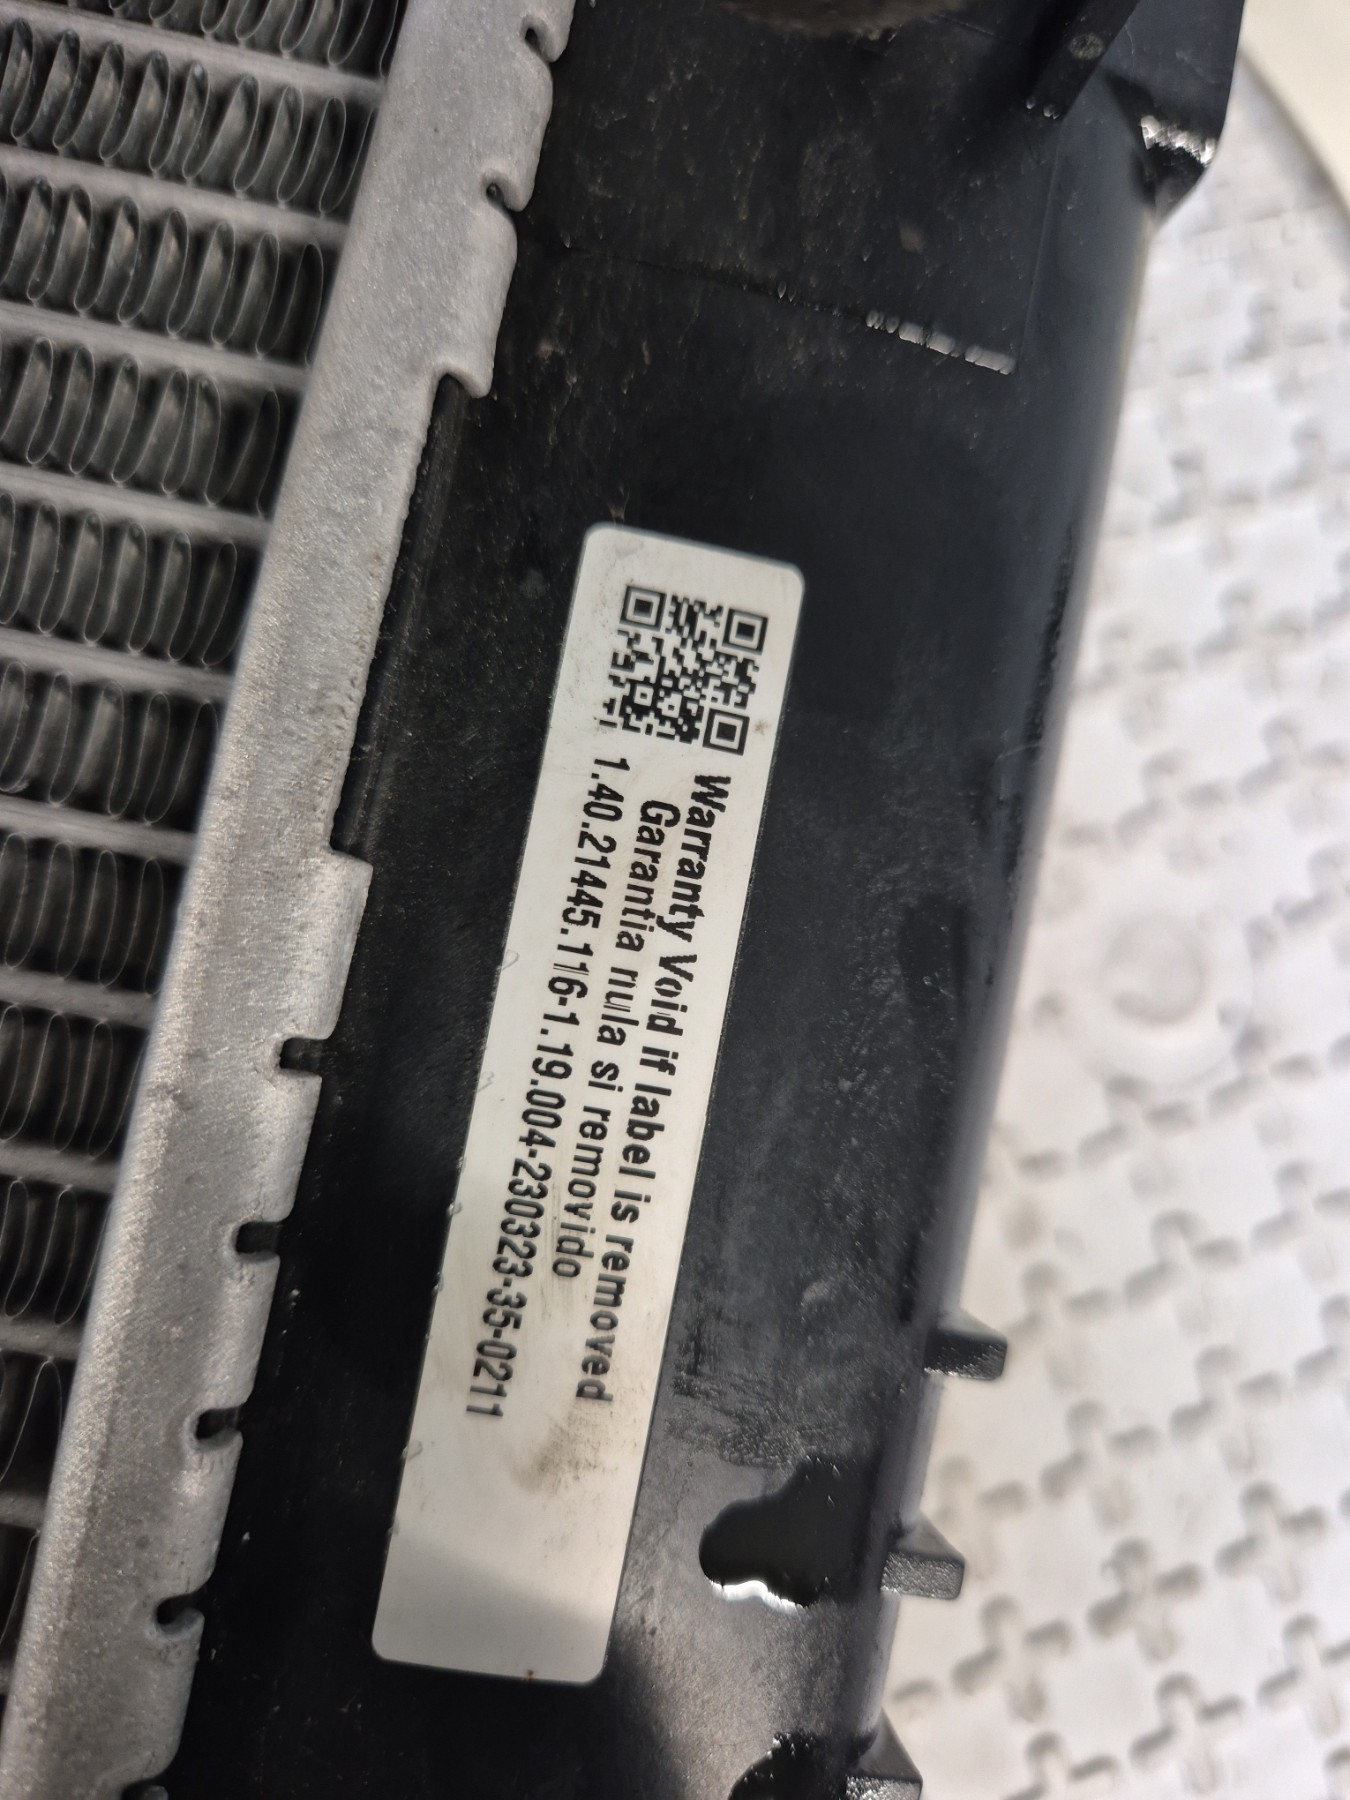 Warranty Void if label is removed
Garantia nula si removido
1.40.21445.116-1.19.004-230323-35-0211